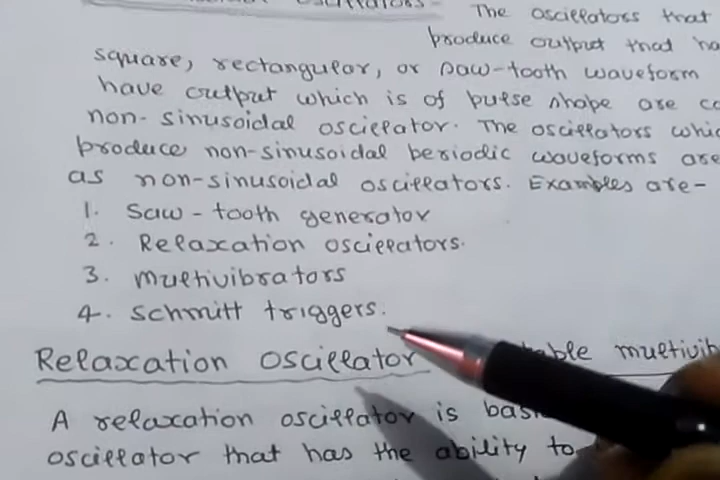 oscillators-
The oscillators that
produce output that
square, rectangular, or saw-tooth waveform
have output which is of pulse shape are
non-sinusoidal oscillator. The oscillators
produce non-sinusoidal periodic waveforms are
as non-sinusoidal oscillators. Examples are-
1. Saw-tooth generator
2. Relaxation oscillators.
3. multivibrators
4. Schmitt triggers.
Relaxation Oscillator
A relaxation oscillator is
oscillator that has the ability to